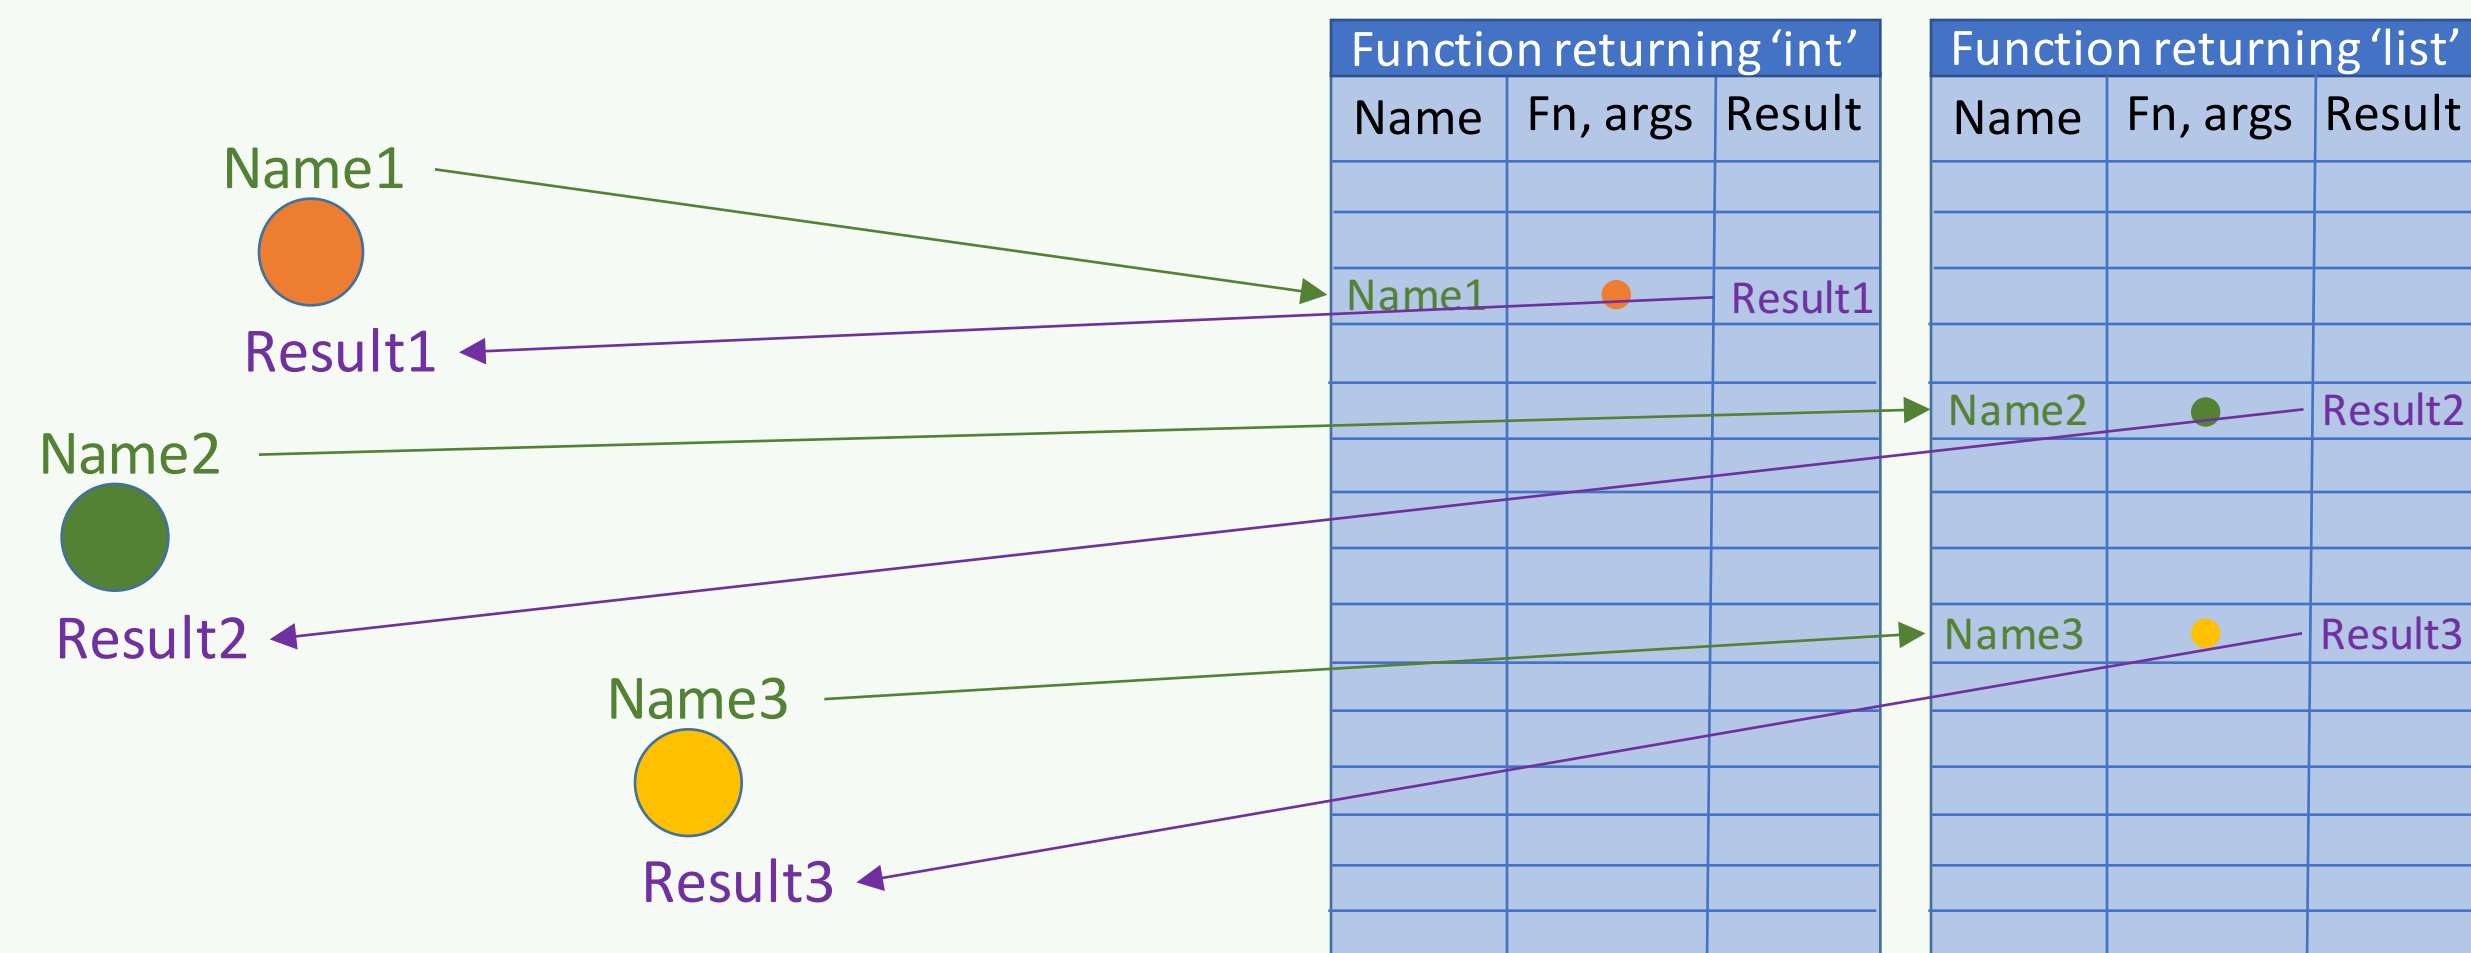 Function returning ‘int’
Name Fn, args Result
Name1 Result1
Function returning ‘list’
Name Fn, args Result
Name2 Result2
Name3 Result3
Name1
Result1
Name2
Result2
Name3
Result3